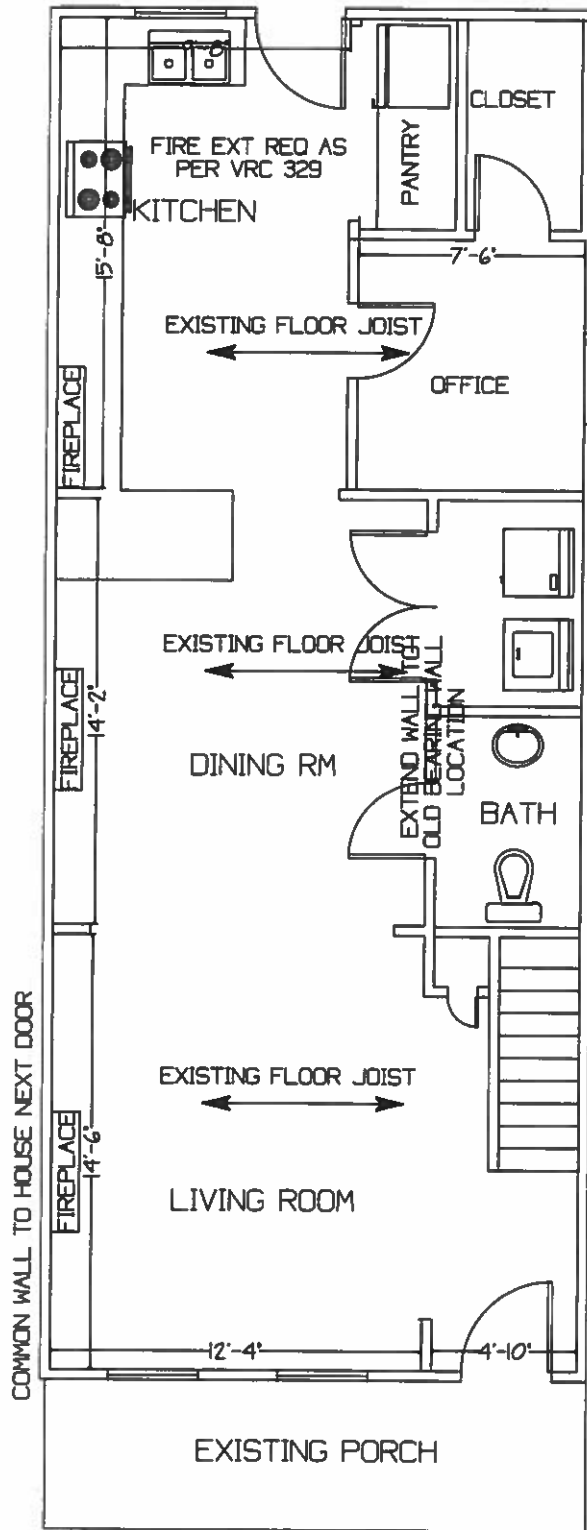 9'-8"
CLOSET
FIRE EXT REQ AS
PER VRC 329
PANTRY
KITCHEN
15'-8"
7'-6"
EXISTING FLOOR JOIST
OFFICE
FIREPLACE
EXISTING FLOOR JOIST
EXTEND WALL TO
OLD BEARING WALL
LOCATION
FIREPLACE
14'-2"
DINING RM
BATH
COMMON WALL TO HOUSE NEXT DOOR
EXISTING FLOOR JOIST
FIREPLACE
14'-6"
LIVING ROOM
12'-4"
4'-10"
EXISTING PORCH